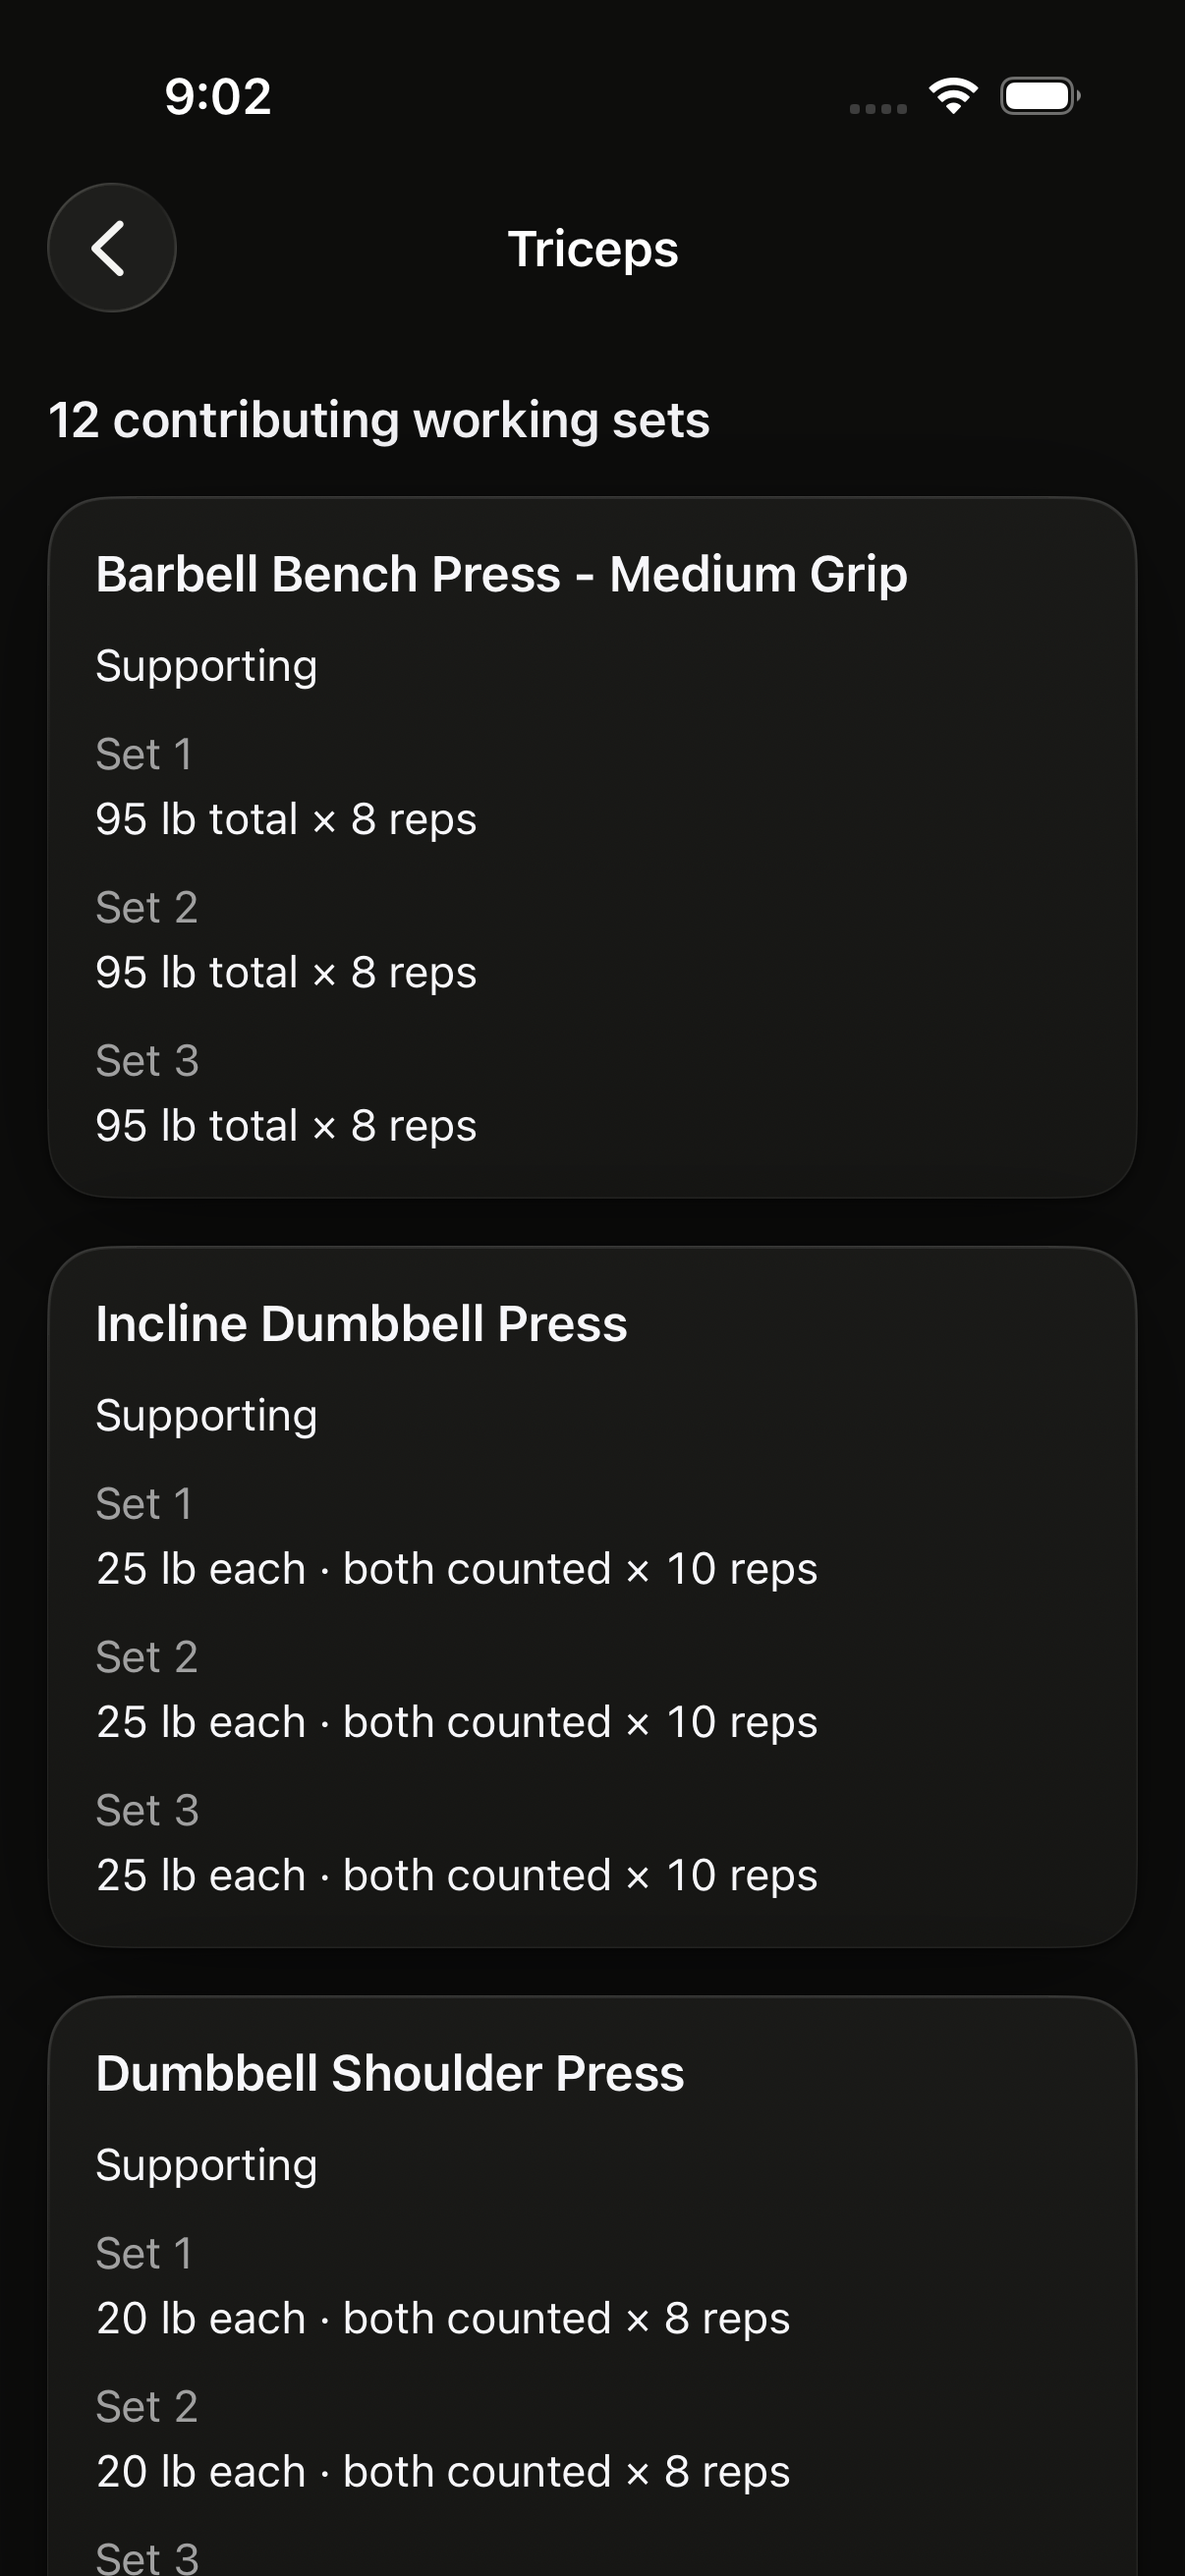 9:02
Triceps
12 contributing working sets
Barbell Bench Press - Medium Grip
Supporting
Set 1
95 lb total × 8 reps
Set 2
95 lb total × 8 reps
Set 3
95 lb total × 8 reps
Incline Dumbbell Press
Supporting
Set 1
25 lb each · both counted × 10 reps
Set 2
25 lb each · both counted × 10 reps
Set 3
25 lb each · both counted × 10 reps
Dumbbell Shoulder Press
Supporting
Set 1
20 lb each · both counted × 8 reps
Set 2
20 lb each · both counted × 8 reps
Set 3